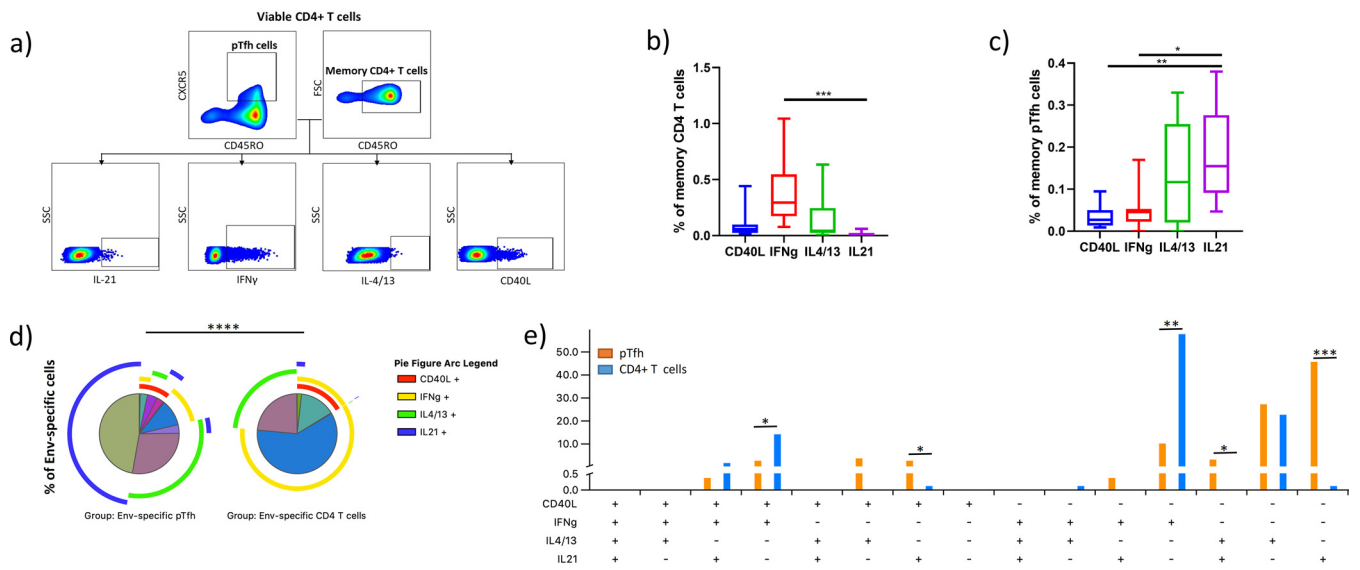 a)
Viable CD4+ T cells
pTfh cells
CXCR5
CD45RO
Memory CD4+ T cells
FSC
CD45RO
SSC
IL-21
SSC
IFNγ
SSC
IL-4/13
SSC
CD40L
b)
% of memory CD4 T cells
1.5
1.0
0.5
0.0
***
CD40L IFNg IL4/13 IL21
c)
% of memory pTfh cells
0.4
0.3
0.2
0.1
0.0
*
**
CD40L IFNg IL4/13 IL21
d)
****
% of Env-specific cells
Group: Env-specific pTfh
Group: Env-specific CD4 T cells
Pie Figure Arc Legend
CD40L +
IFNg +
IL4/13 +
IL21 +
e)
pTfh
CD4+ T cells
50.0
40.0
30.0
20.0
10.0
0.5
0.0
*
*
**
*
***
CD40L + + + + + + + + - - - - - - -
IFNg + + + + - - - - + + + + - - -
IL4/13 + + - - + + - - + + - - + + -
IL21 + - + - + - + - + - + - + - +